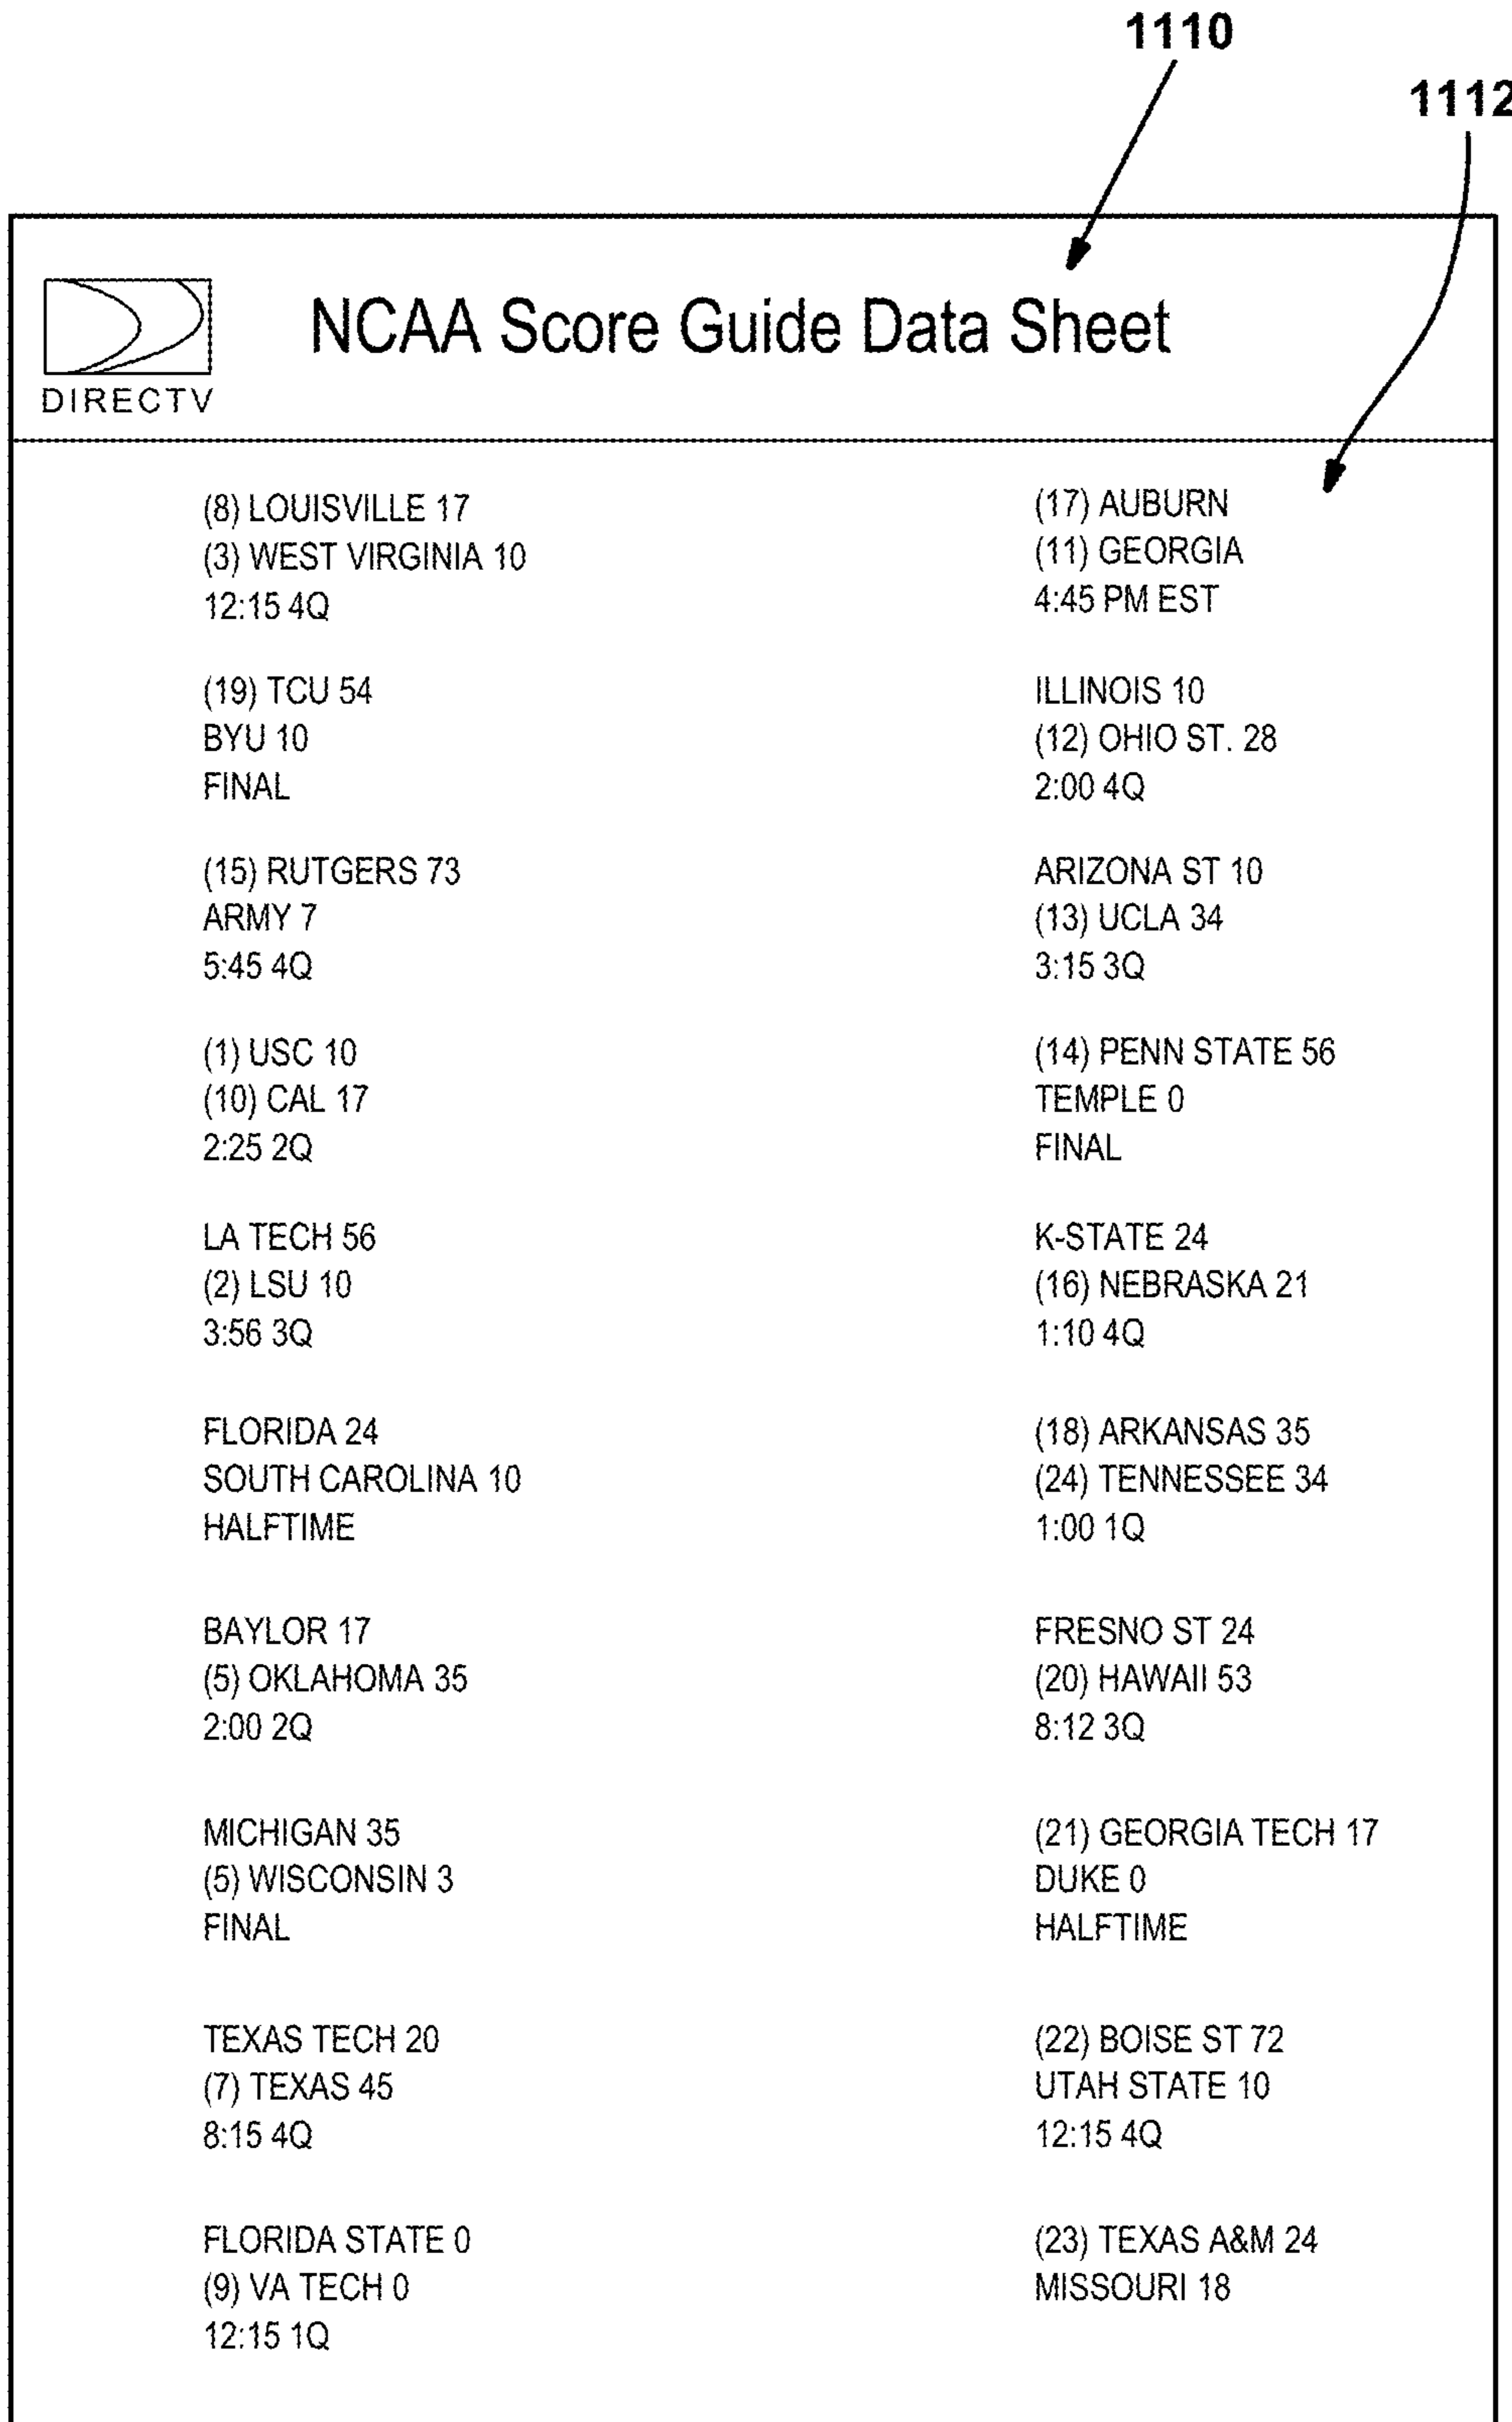 1110
1112
DIRECTV
NCAA Score Guide Data Sheet
(8) LOUISVILLE 17
(3) WEST VIRGINIA 10
12:15 4Q
(19) TCU 54
BYU 10
FINAL
(15) RUTGERS 73
ARMY 7
5:45 4Q
(1) USC 10
(10) CAL 17
2:25 2Q
LA TECH 56
(2) LSU 10
3:56 3Q
FLORIDA 24
SOUTH CAROLINA 10
HALFTIME
BAYLOR 17
(5) OKLAHOMA 35
2:00 2Q
MICHIGAN 35
(5) WISCONSIN 3
FINAL
TEXAS TECH 20
(7) TEXAS 45
8:15 4Q
FLORIDA STATE 0
(9) VA TECH 0
12:15 1Q
(17) AUBURN
(11) GEORGIA
4:45 PM EST
ILLINOIS 10
(12) OHIO ST. 28
2:00 4Q
ARIZONA ST 10
(13) UCLA 34
3:15 3Q
(14) PENN STATE 56
TEMPLE 0
FINAL
K-STATE 24
(16) NEBRASKA 21
1:10 4Q
(18) ARKANSAS 35
(24) TENNESSEE 34
1:00 1Q
FRESNO ST 24
(20) HAWAII 53
8:12 3Q
(21) GEORGIA TECH 17
DUKE 0
HALFTIME
(22) BOISE ST 72
UTAH STATE 10
12:15 4Q
(23) TEXAS A&M 24
MISSOURI 18